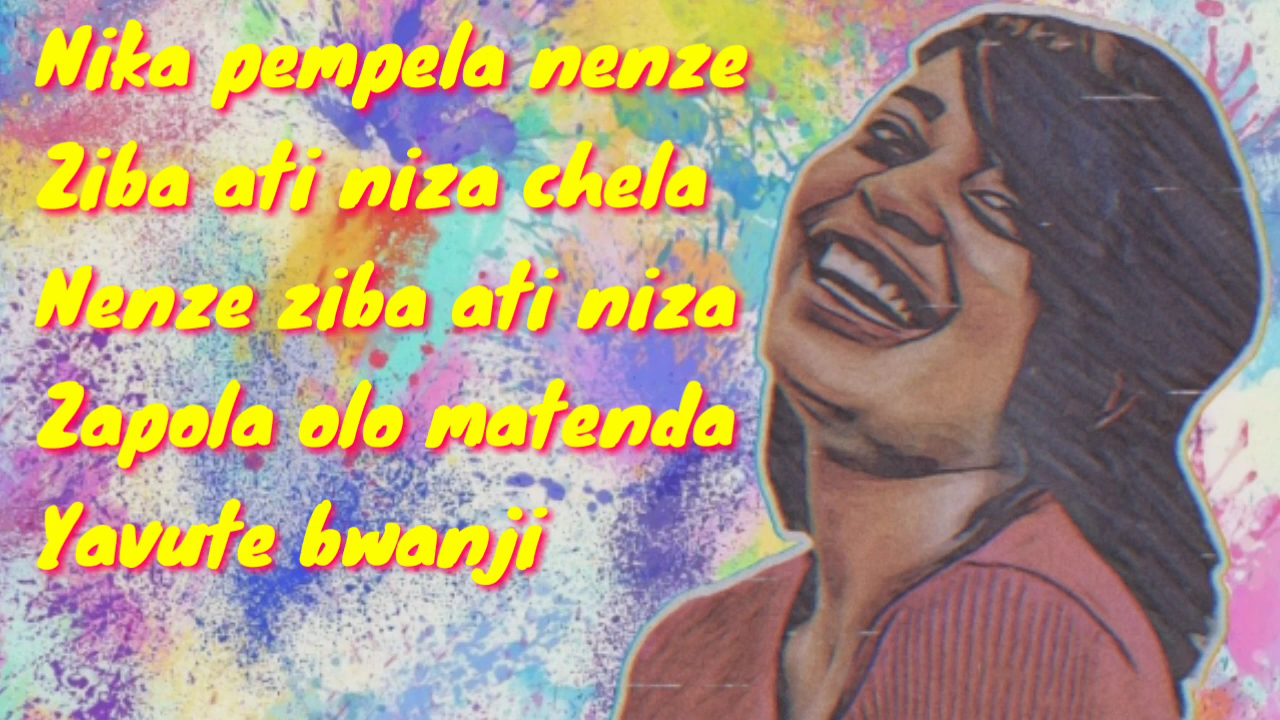 Nika pempela nenze
Ziba ati niza chela
Nenze ziba ati niza
Zapola olo matenda
Yavute bwanji